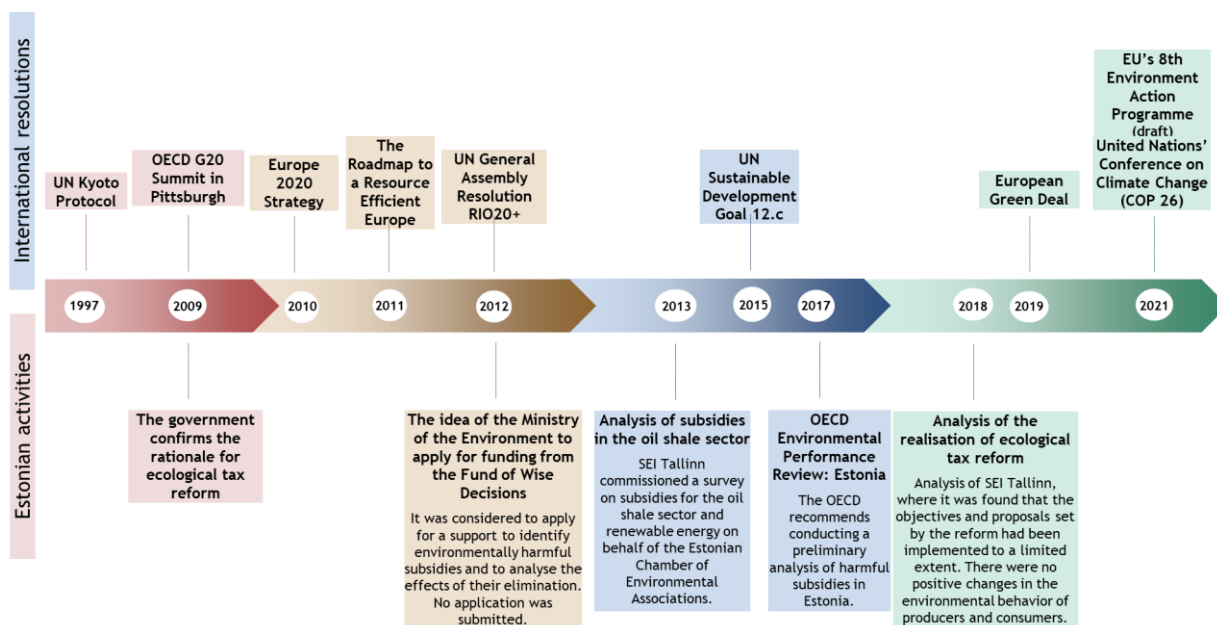 International resolutions
UN Kyoto
Protocol
OECD G20
Summit in
Pittsburgh
Europe
2020
Strategy
The
Roadmap to
a Resource
Efficient
Europe
UN General
Assembly
Resolution
RIO20+
UN
Sustainable
Development
Goal 12.c
European
Green Deal
EU's 8th
Environment
Action
Programme
(draft)
United Nations'
Conference on
Climate Change
(COP 26)
1997
2009
2010
2011
2012
2013
2015
2017
2018
2019
2021
Estonian activities
The government
confirms the
rationale for
ecological tax
reform
The idea of the Ministry
of the Environment to
apply for funding from
the Fund of Wise
Decisions
It was considered to apply
for a support to identify
environmentally harmful
subsidies and to analyse the
effects of their elimination.
No application was
submitted.
Analysis of subsidies
in the oil shale sector
SEI Tallinn
commissioned a survey
on subsidies for the oil
shale sector and
renewable energy on
behalf of the Estonian
Chamber of
Environmental
Associations.
OECD
Environmental
Performance
Review: Estonia
The OECD
recommends
conducting a
preliminary
analysis of harmful
subsidies in
Estonia.
Analysis of the
realisation of ecological
tax reform
Analysis of SEI Tallinn,
where it was found that the
objectives and proposals set
by the reform had been
implemented to a limited
extent. There were no
positive changes in the
environmental behavior of
producers and consumers.